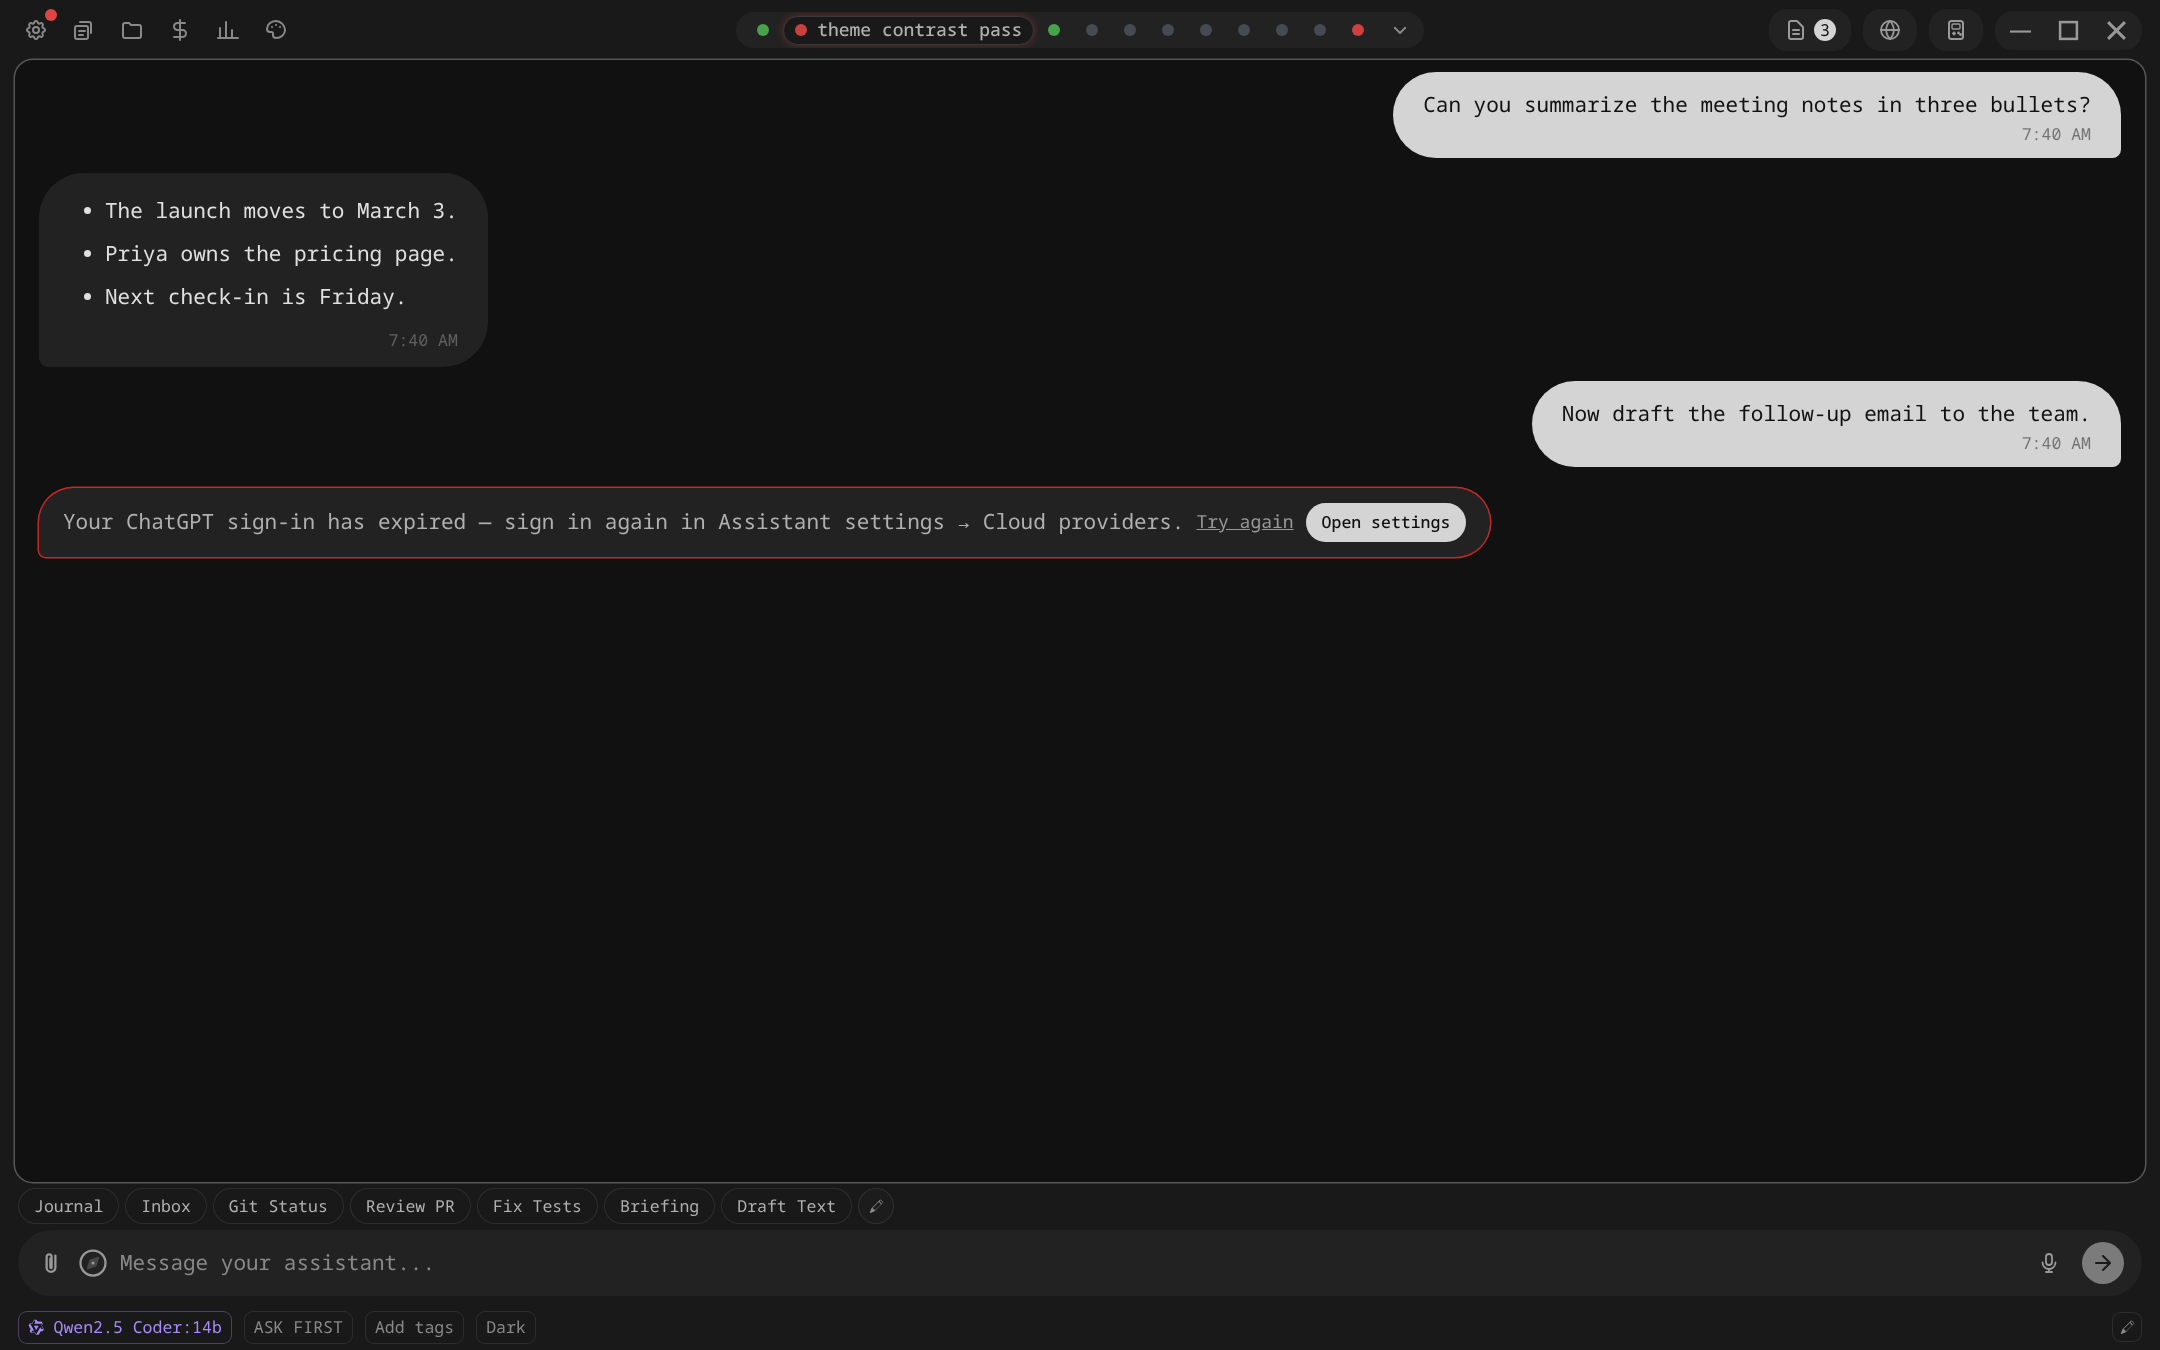 theme contrast pass
3
Can you summarize the meeting notes in three bullets?
7:40 AM
• The launch moves to March 3.
• Priya owns the pricing page.
• Next check-in is Friday.
7:40 AM
Now draft the follow-up email to the team.
7:40 AM
Your ChatGPT sign-in has expired — sign in again in Assistant settings → Cloud providers. Try again Open settings
Journal Inbox Git Status Review PR Fix Tests Briefing Draft Text
Message your assistant...
Qwen2.5 Coder:14b ASK FIRST Add tags Dark